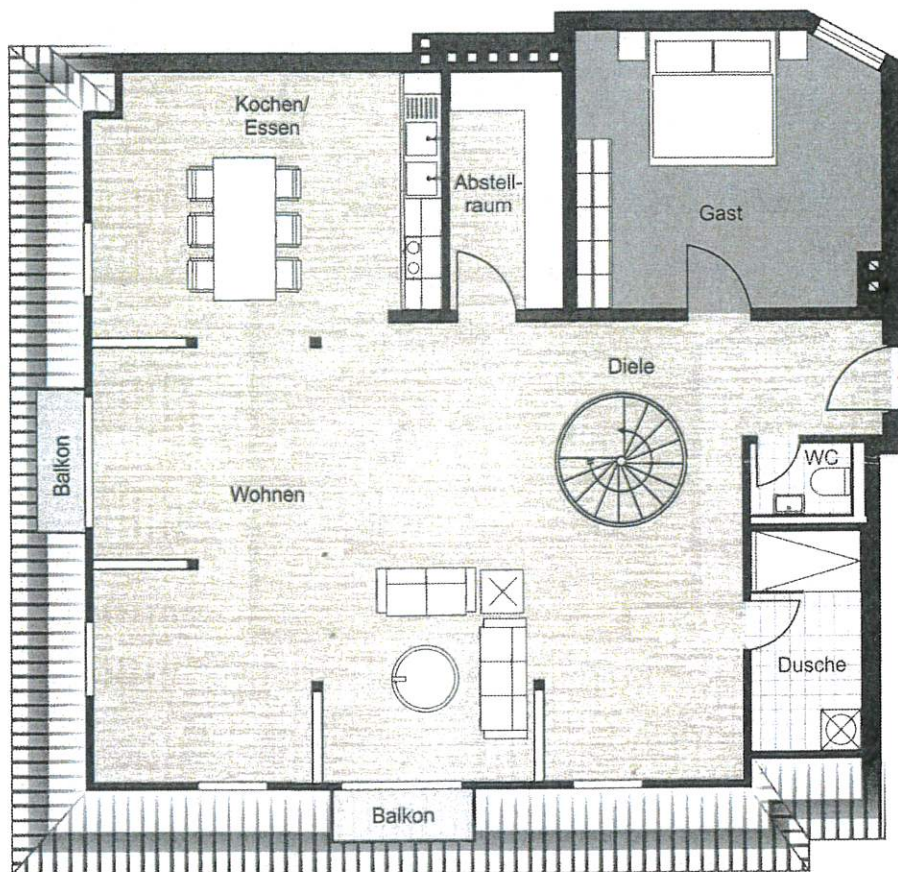 Kochen/
Essen
Abstell-
raum
Gast
Diele
Balkon
Wohnen
WC
Dusche
Balkon